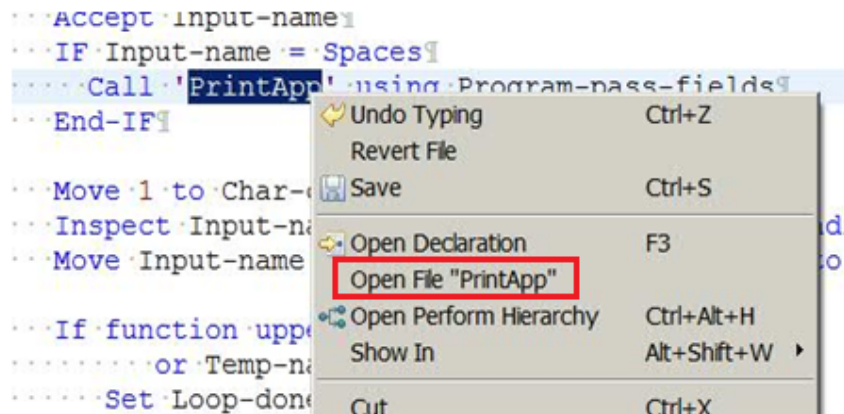 Accept Input-name
IF Input-name = Spaces
Call 'PrintApp' using Program-pass-fields
End-IF
Move 1 to Char-
Inspect Input-na
Move Input-name
If function uppe
or Temp-na
Set Loop-done
Undo Typing Ctrl+Z
Revert File
Save Ctrl+S
Open Declaration F3
Open File "PrintApp"
Open Perform Hierarchy Ctrl+Alt+H
Show In Alt+Shift+W
Cut Ctrl+X